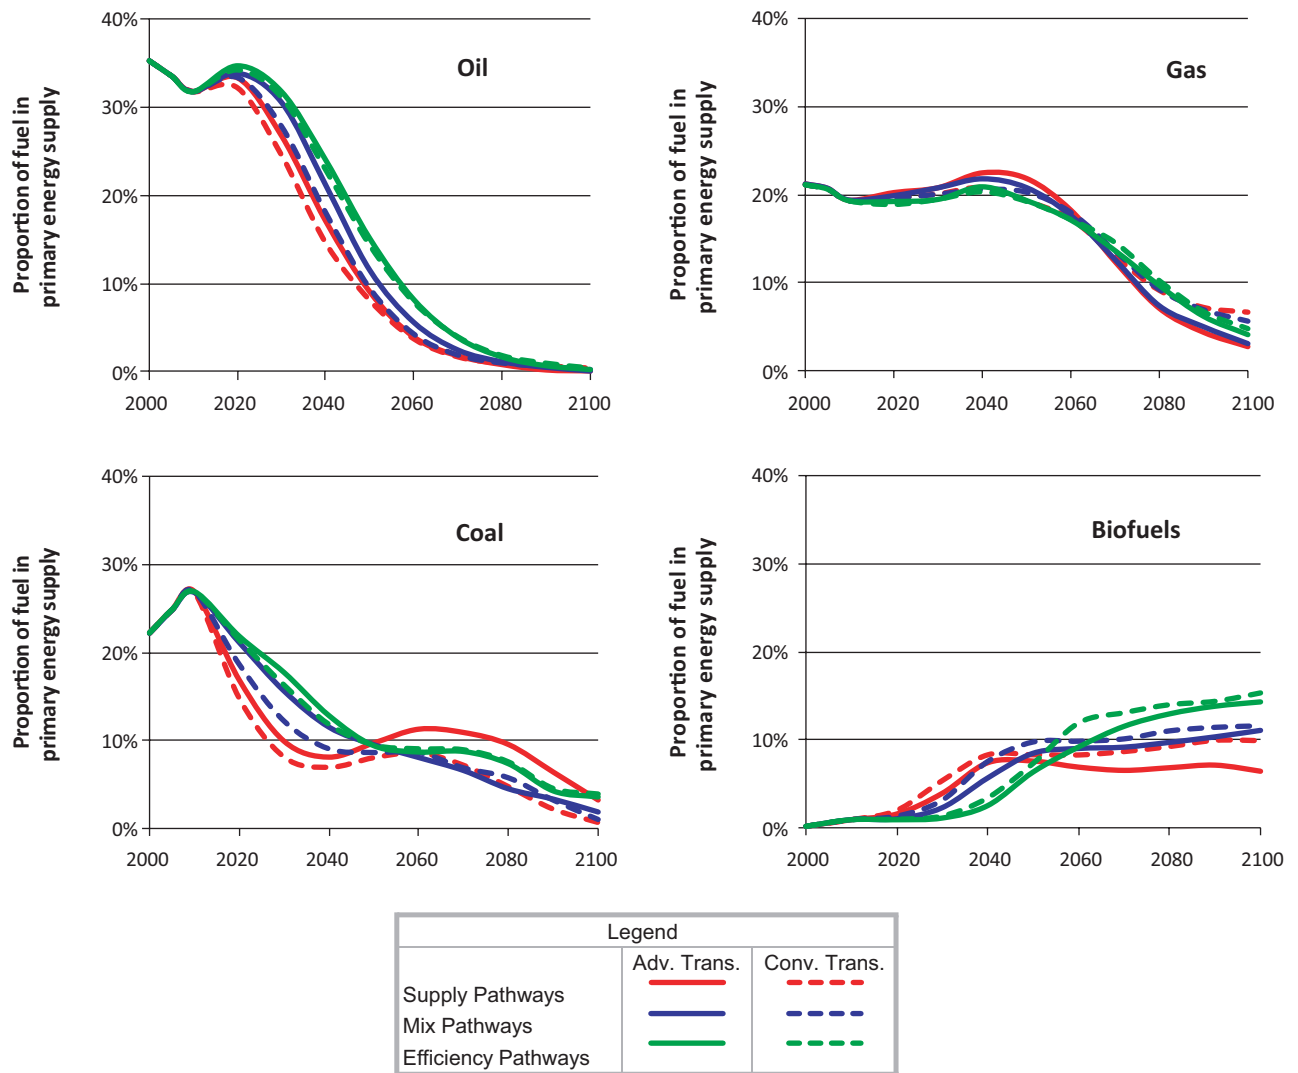 Oil
Proportion of fuel in
primary energy supply
40%
30%
20%
10%
0%
2000 2020 2040 2060 2080 2100
Gas
Proportion of fuel in
primary energy supply
40%
30%
20%
10%
0%
2000 2020 2040 2060 2080 2100
Coal
Proportion of fuel in
primary energy supply
40%
30%
20%
10%
0%
2000 2020 2040 2060 2080 2100
Biofuels
Proportion of fuel in
primary energy supply
40%
30%
20%
10%
0%
2000 2020 2040 2060 2080 2100
Legend
Adv. Trans. Conv. Trans.
Supply Pathways
Mix Pathways
Efficiency Pathways